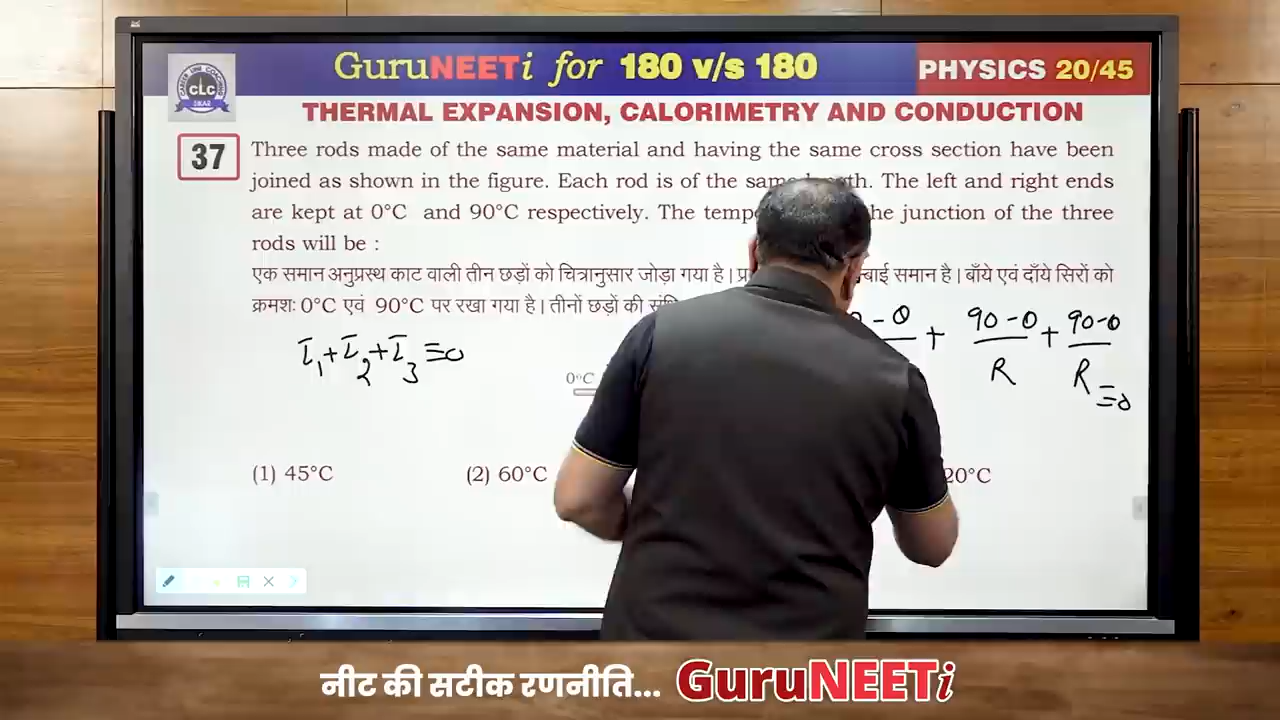 GuruNEETi for 180 v/s 180
PHYSICS 20/45
CLC
SIKAR
THERMAL EXPANSION, CALORIMETRY AND CONDUCTION
37
Three rods made of the same material and having the same cross section have been
joined as shown in the figure. Each rod is of the same length. The left and right ends
are kept at 0°C and 90°C respectively. The the junction of the three
rods will be :
एक समान अनुप्रस्थ काट वाली तीन छड़ों को चित्रानुसार जोड़ा गया है। समान है। बाँये एवं दाँये सिरों को
क्रमशः 0°C एवं 90°C पर रखा गया है। तीनों छड़ों की
I₁+I₂+I₃=0
- θ + 90-θ/R + 90-θ/R =0
0°C
(1) 45°C
(2) 60°C
20°C
नीट की सटीक रणनीति...
GuruNEETi